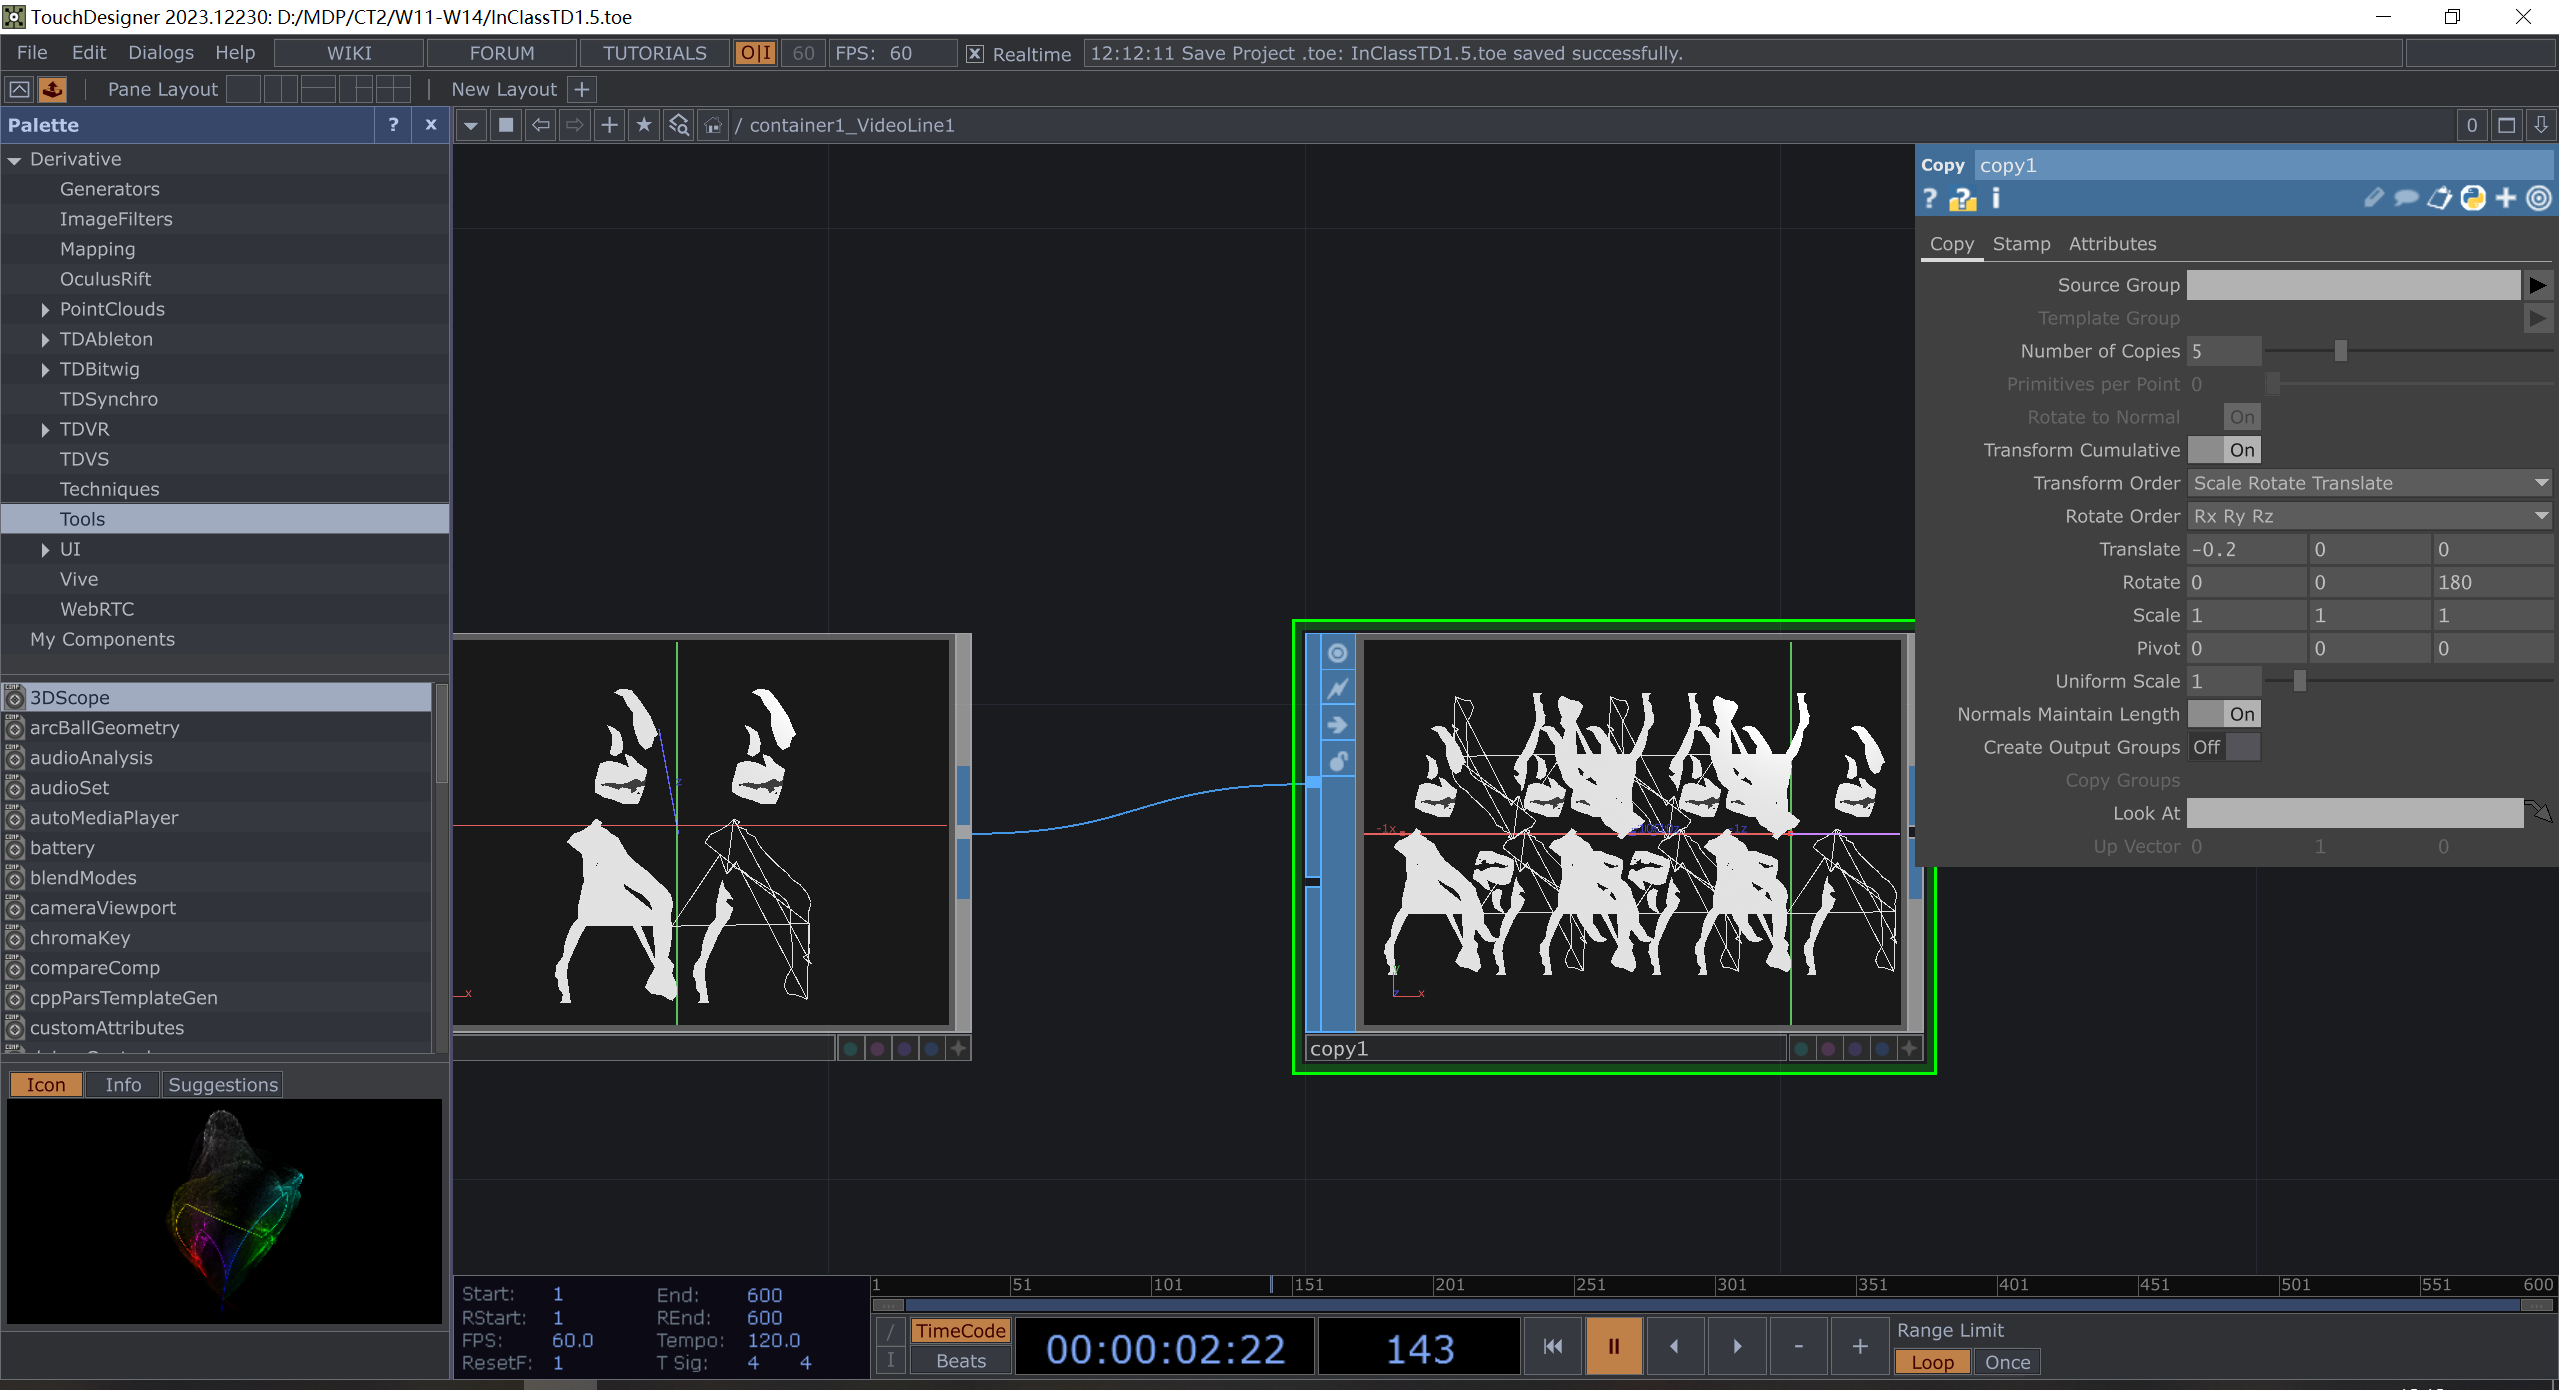 TouchDesigner 2023.12230: D:/MDP/CT2/W11-W14/InClassTD1.5.toe
File Edit Dialogs Help WIKI FORUM TUTORIALS O|I 60 FPS: 60 Realtime 12:12:11 Save Project .toe: InClassTD1.5.toe saved successfully.
Pane Layout New Layout +
Palette ? x / container1_VideoLine1 0
Derivative
Generators
ImageFilters
Mapping
OculusRift
PointClouds
TDAbleton
TDBitwig
TDSynchro
TDVR
TDVS
Techniques
Tools
UI
Vive
WebRTC
My Components
3DScope
arcBallGeometry
audioAnalysis
audioSet
autoMediaPlayer
battery
blendModes
cameraViewport
chromaKey
compareComp
cppParsTemplateGen
customAttributes
Icon Info Suggestions
x
-1x
-1z
y
z x
copy1
Copy copy1
? ? i
Copy Stamp Attributes
Source Group
Template Group
Number of Copies 5
Primitives per Point 0
Rotate to Normal On
Transform Cumulative On
Transform Order Scale Rotate Translate
Rotate Order Rx Ry Rz
Translate -0.2 0 0
Rotate 0 0 180
Scale 1 1 1
Pivot 0 0 0
Uniform Scale 1
Normals Maintain Length On
Create Output Groups Off
Copy Groups
Look At
Up Vector 0 1 0
Start: 1 End: 600
RStart: 1 REnd: 600
FPS: 60.0 Tempo: 120.0
ResetF: 1 T Sig: 4 4
1 51 101 151 201 251 301 351 401 451 501 551 600
/ TimeCode
I Beats
00:00:02:22 143
- +
Range Limit
Loop Once